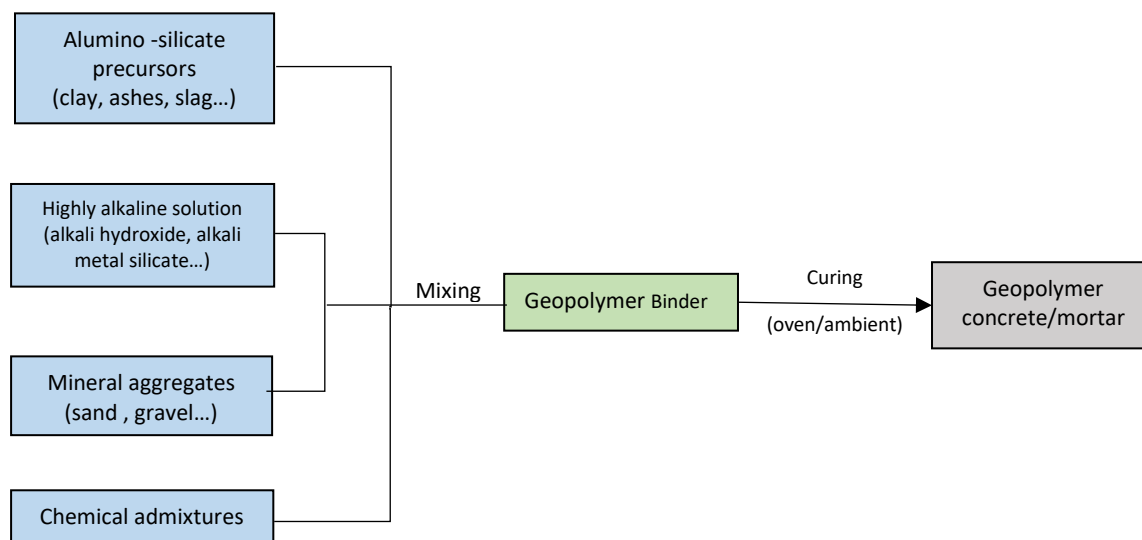 Alumino -silicate
precursors
(clay, ashes, slag…)
Highly alkaline solution
(alkali hydroxide, alkali
metal silicate…)
Mineral aggregates
(sand , gravel…)
Chemical admixtures
Mixing
Geopolymer Binder
Curing
(oven/ambient)
Geopolymer
concrete/mortar